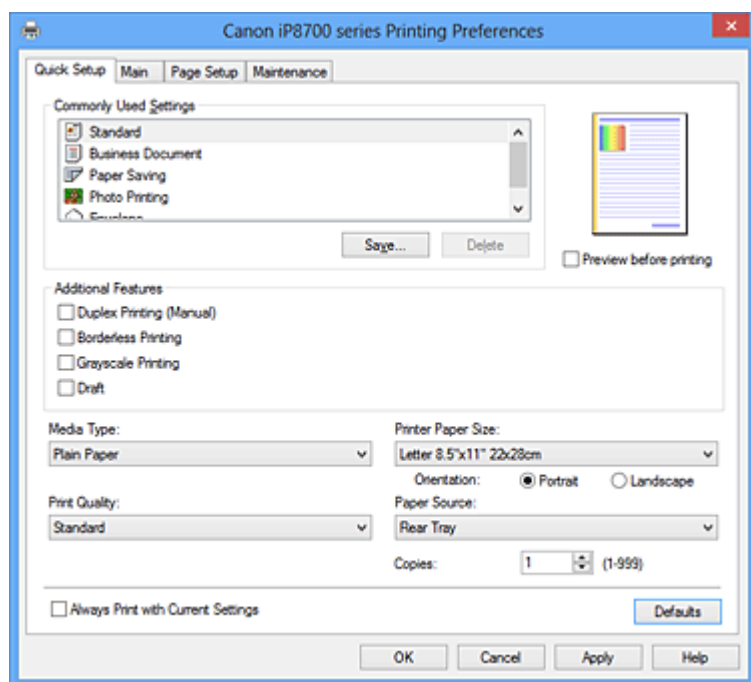 Canon iP8700 series Printing Preferences
Quick Setup Main Page Setup Maintenance
Commonly Used Settings
Standard
Business Document
Paper Saving
Photo Printing
Envelope
Save... Delete
Preview before printing
Additional Features
Duplex Printing (Manual)
Borderless Printing
Grayscale Printing
Draft
Media Type: Printer Paper Size:
Plain Paper Letter 8.5"x11" 22x28cm
Orientation: Portrait Landscape
Print Quality: Paper Source:
Standard Rear Tray
Copies: 1 (1-999)
Always Print with Current Settings Defaults
OK Cancel Apply Help